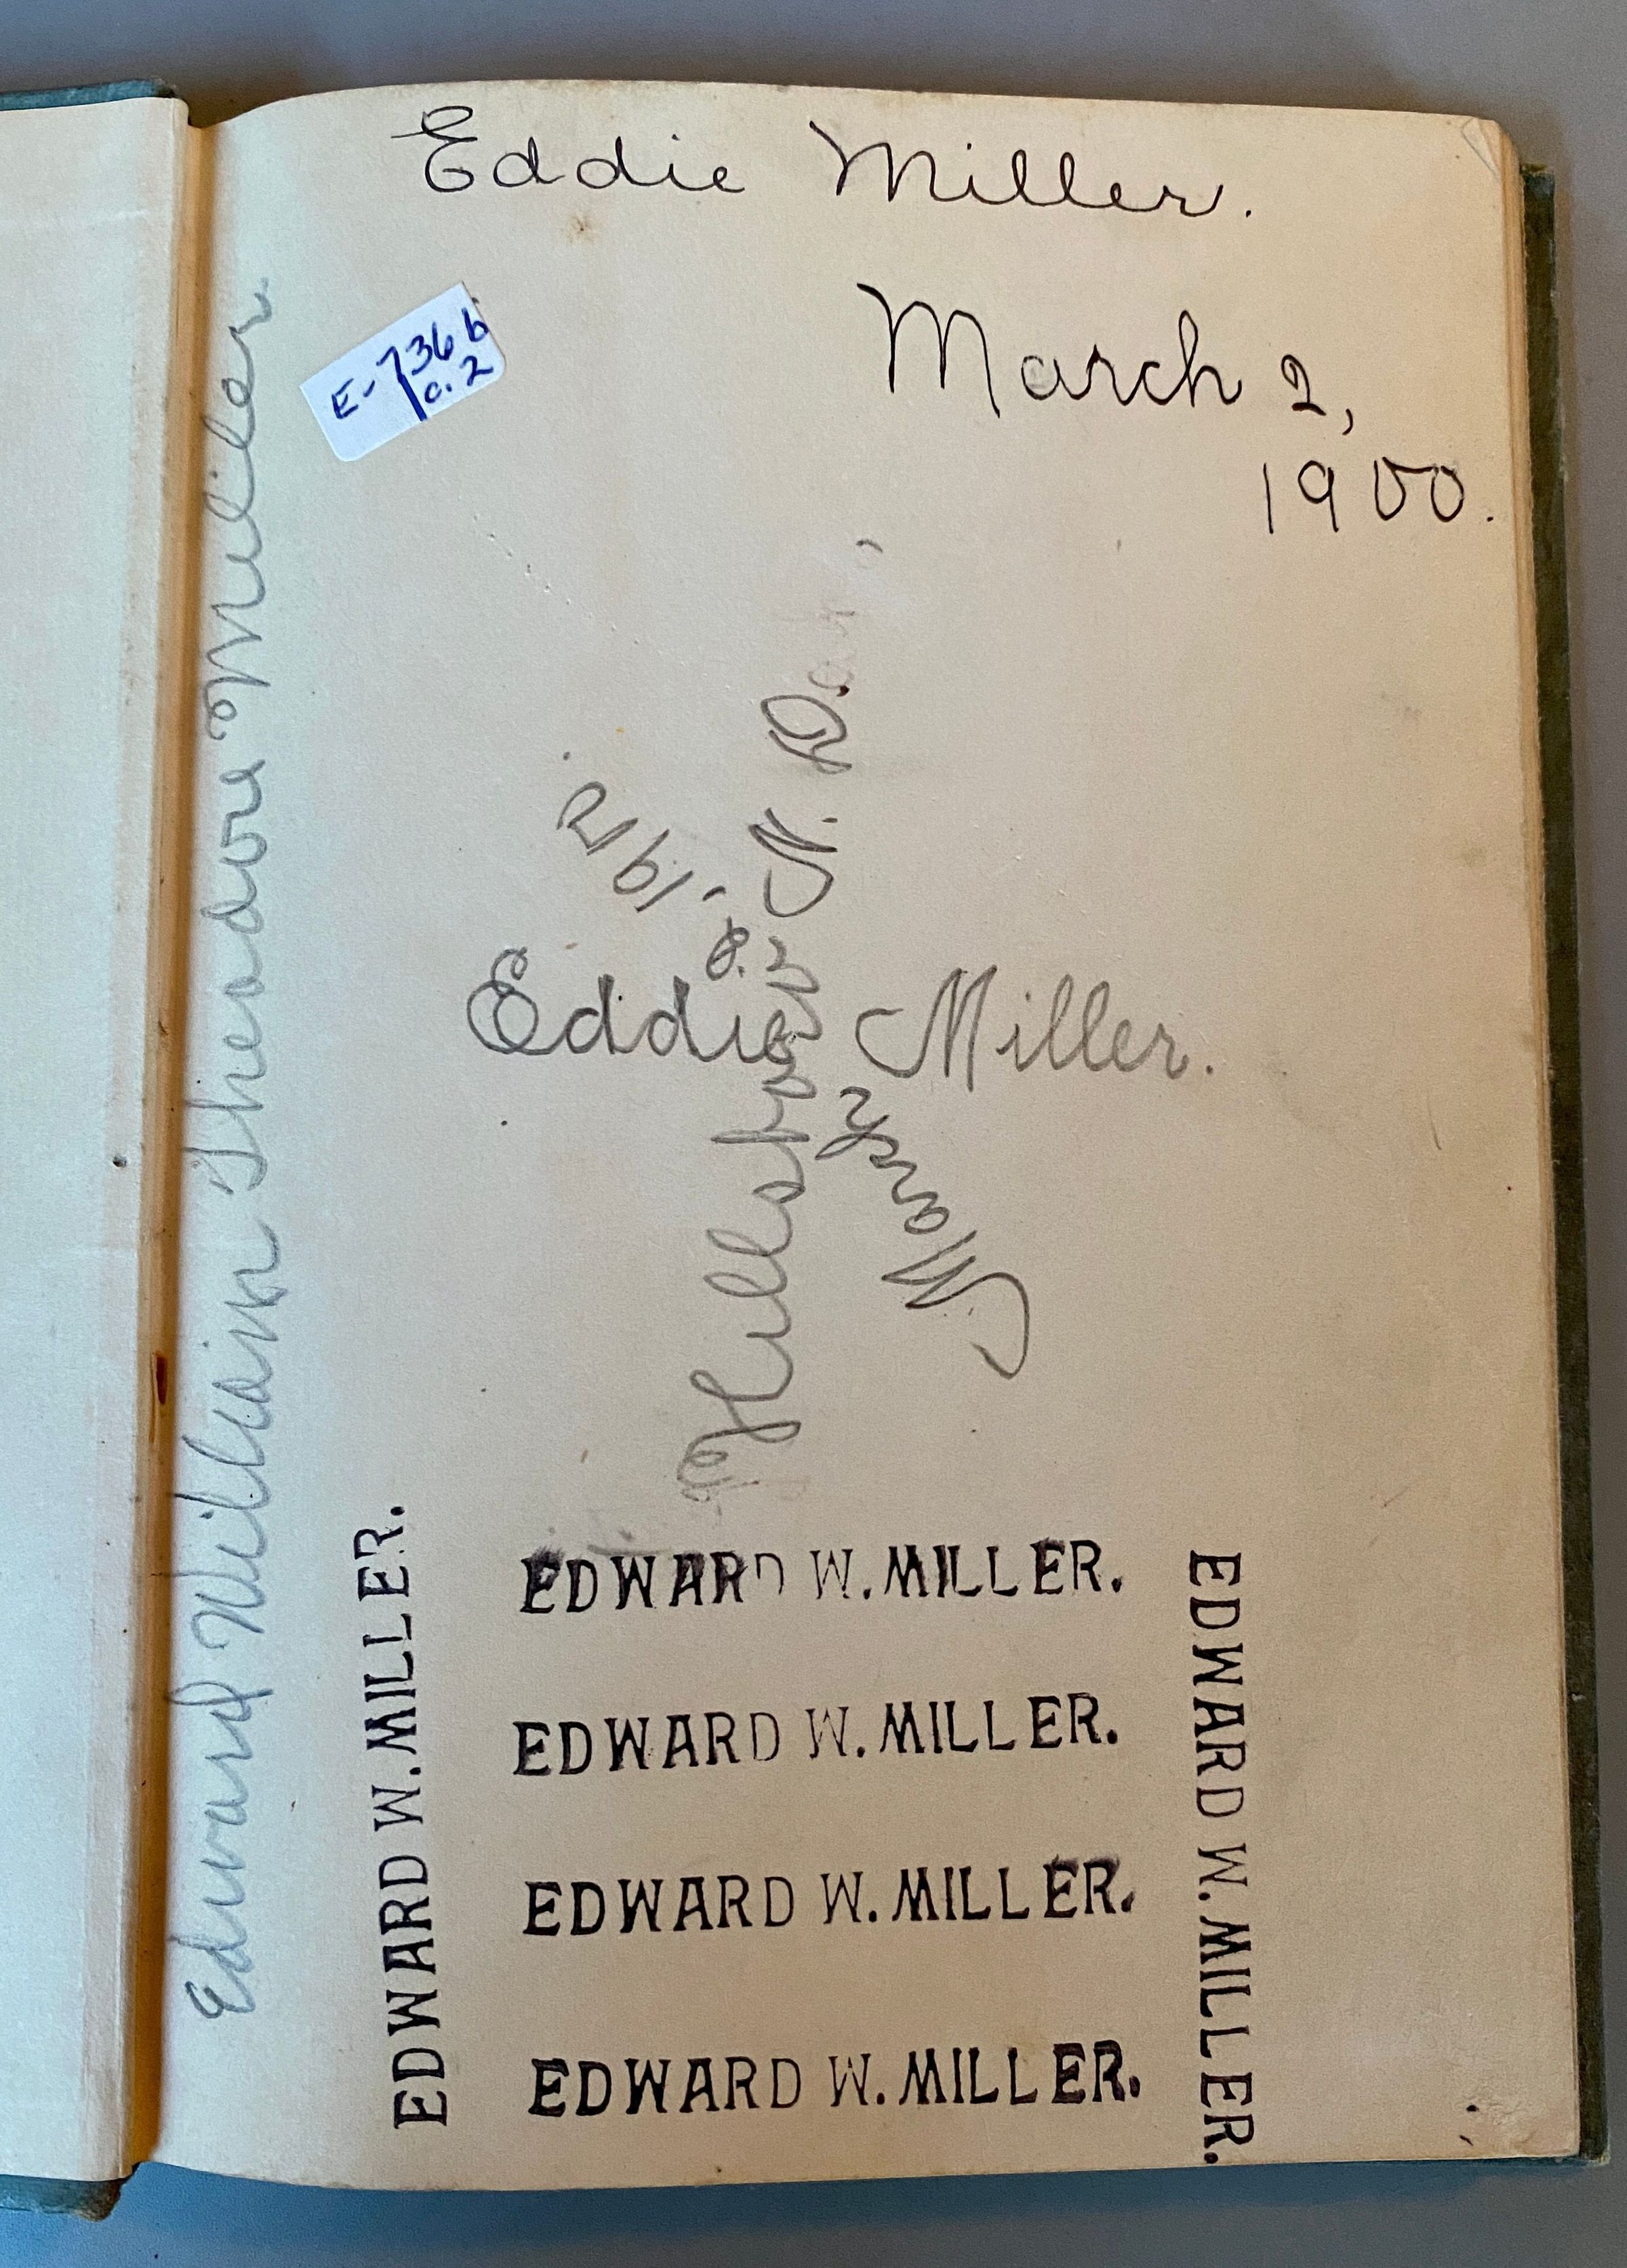 Eddie Miller.
March 2,
1900.
E-736b
c.2
Edward William Theodore Miller
Eddie Miller.
Hillsboro, N. Dak.
March
EDWARD W. MILLER.
EDWARD W. MILLER.
EDWARD W. MILLER.
EDWARD W. MILLER.
EDWARD W. MILLER.
EDWARD W. MILLER.